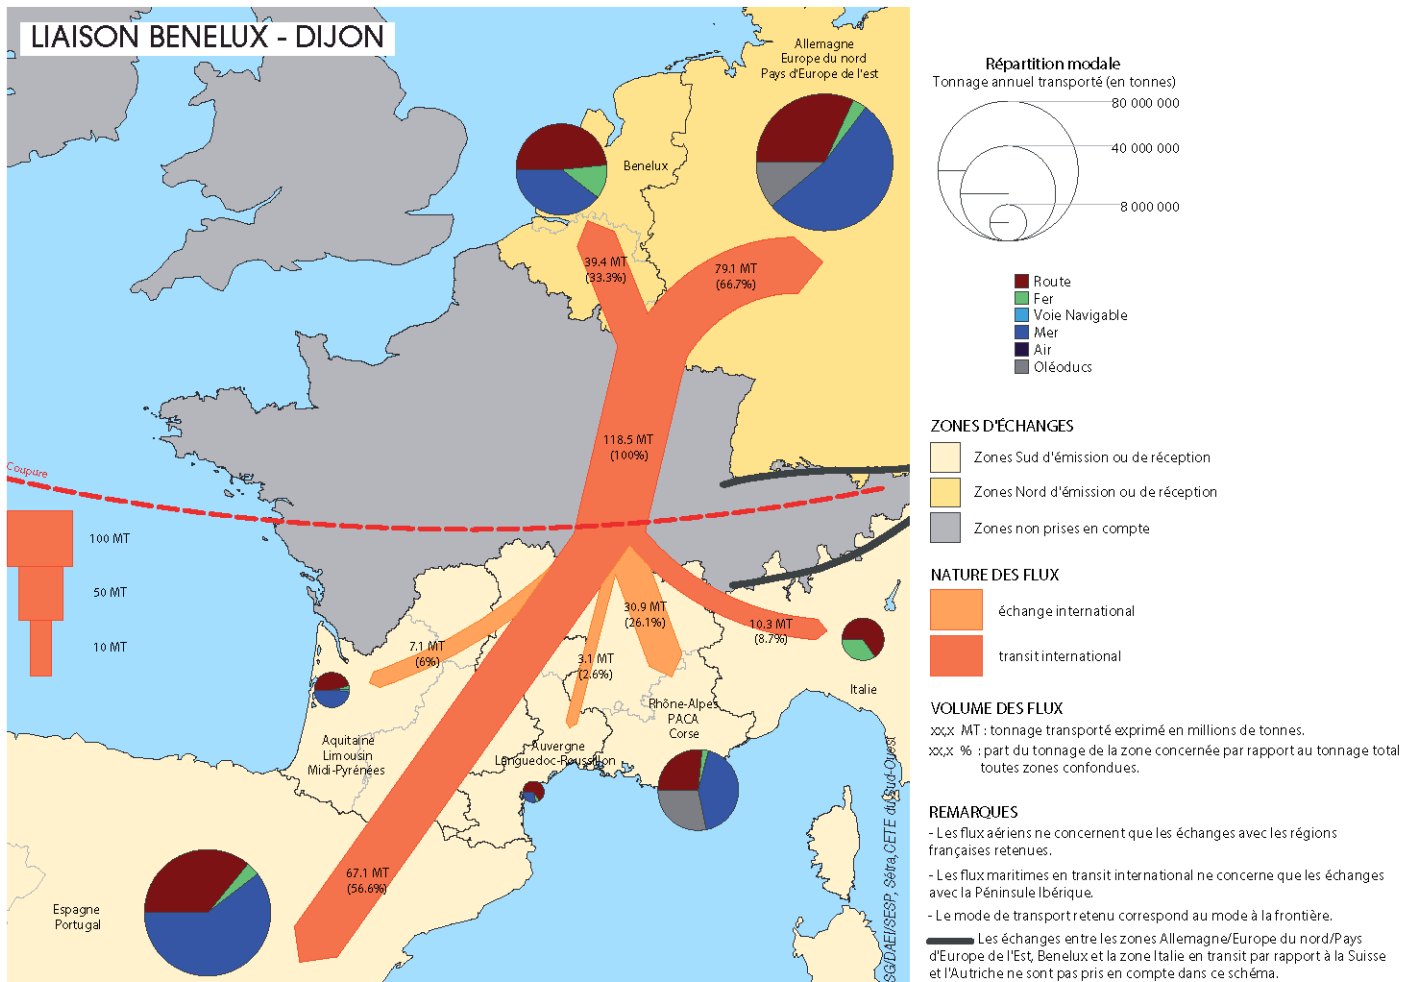 LIAISON BENELUX - DIJON
Allemagne
Europe du nord
Pays d'Europe de l'est
Benelux
39.4 MT
(33.3%)
79.1 MT
(66.7%)
118.5 MT
(100%)
Coupure
100 MT
50 MT
10 MT
7.1 MT
(6%)
3.1 MT
(2.6%)
30.9 MT
(26.1%)
10.3 MT
(8.7%)
Italie
Rhône-Alpes
PACA
Corse
Aquitaine
Limousin
Midi-Pyrénées
Auvergne
Languedoc-Roussillon
67.1 MT
(56.6%)
Espagne
Portugal
SG/DAEI/SESP, Sétra, CETE du Sud-Ouest
Répartition modale
Tonnage annuel transporté (en tonnes)
80 000 000
40 000 000
8 000 000
Route
Fer
Voie Navigable
Mer
Air
Oléoducs
ZONES D'ÉCHANGES
Zones Sud d'émission ou de réception
Zones Nord d'émission ou de réception
Zones non prises en compte
NATURE DES FLUX
échange international
transit international
VOLUME DES FLUX
xx,x MT : tonnage transporté exprimé en millions de tonnes.
xx,x % : part du tonnage de la zone concernée par rapport au tonnage total
toutes zones confondues.
REMARQUES
- Les flux aériens ne concernent que les échanges avec les régions
françaises retenues.
- Les flux maritimes en transit international ne concerne que les échanges
avec la Péninsule Ibérique.
- Le mode de transport retenu correspond au mode à la frontière.
Les échanges entre les zones Allemagne/Europe du nord/Pays
d'Europe de l'Est, Benelux et la zone Italie en transit par rapport à la Suisse
et l'Autriche ne sont pas pris en compte dans ce schéma.